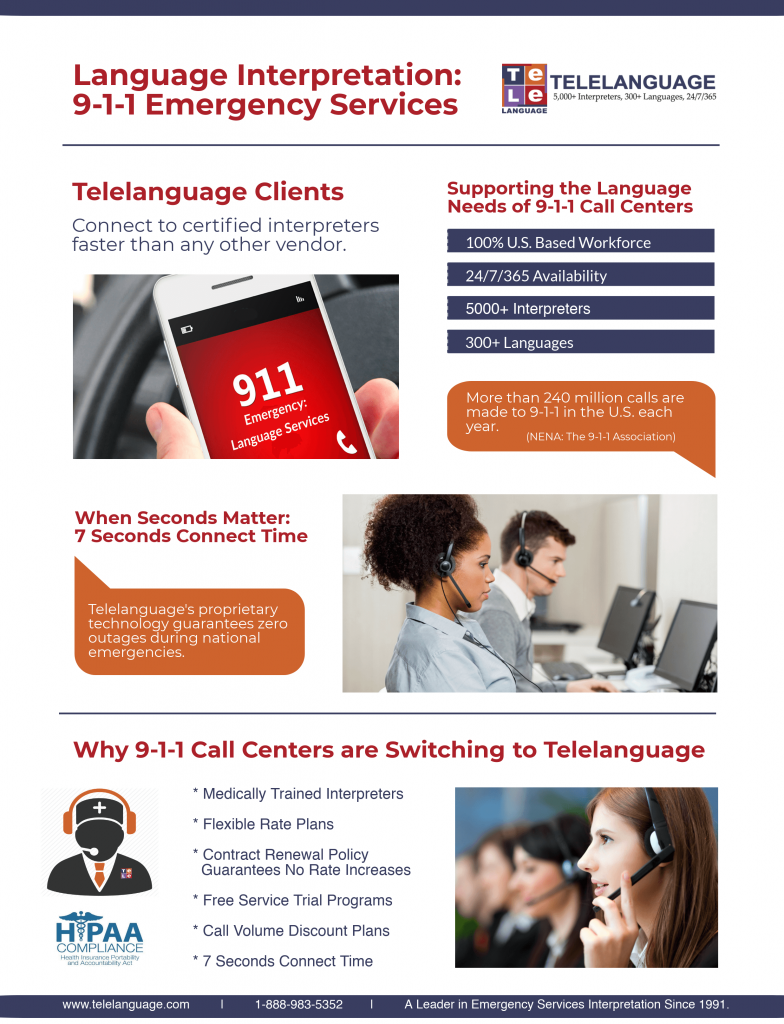 Language Interpretation:
9-1-1 Emergency Services
Te
Le
LANGUAGE
TELELANGUAGE
5,000+ Interpreters, 300+ Languages, 24/7/365
Telelanguage Clients
Connect to certified interpreters
faster than any other vendor.
911
Emergency:
Language Services
Supporting the Language
Needs of 9-1-1 Call Centers
100% U.S. Based Workforce
24/7/365 Availability
5000+ Interpreters
300+ Languages
More than 240 million calls are
made to 9-1-1 in the U.S. each
year.
(NENA: The 9-1-1 Association)
When Seconds Matter:
7 Seconds Connect Time
Telelanguage's proprietary
technology guarantees zero
outages during national
emergencies.
Why 9-1-1 Call Centers are Switching to Telelanguage
Te
Le
HIPAA
COMPLIANCE
Health Insurance Portability
and Accountability Act
* Medically Trained Interpreters
* Flexible Rate Plans
* Contract Renewal Policy
Guarantees No Rate Increases
* Free Service Trial Programs
* Call Volume Discount Plans
* 7 Seconds Connect Time
www.telelanguage.com | 1-888-983-5352 | A Leader in Emergency Services Interpretation Since 1991.